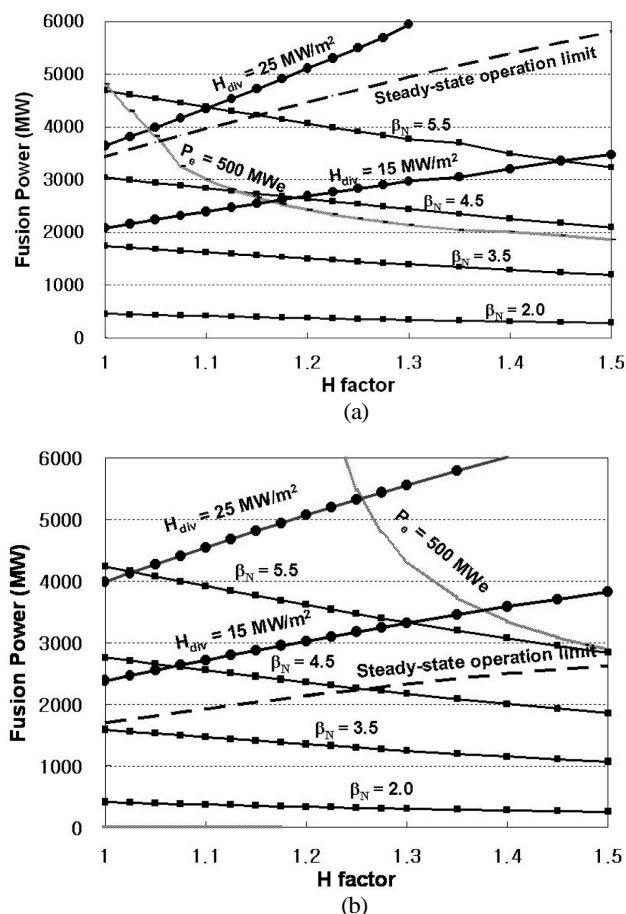 6000
5000
4000
3000
2000
1000
0
Fusion Power (MW)
H_div = 25 MW/m²
Steady-state operation limit
β_N = 5.5
P_e = 500 MWe
H_div = 15 MW/m²
β_N = 4.5
β_N = 3.5
β_N = 2.0
1 1.1 1.2 1.3 1.4 1.5
H factor
(a)
6000
5000
4000
3000
2000
1000
0
Fusion Power (MW)
H_div = 25 MW/m²
P_e = 500 MWe
β_N = 5.5
H_div = 15 MW/m²
β_N = 4.5
Steady-state operation limit
β_N = 3.5
β_N = 2.0
1 1.1 1.2 1.3 1.4 1.5
H factor
(b)